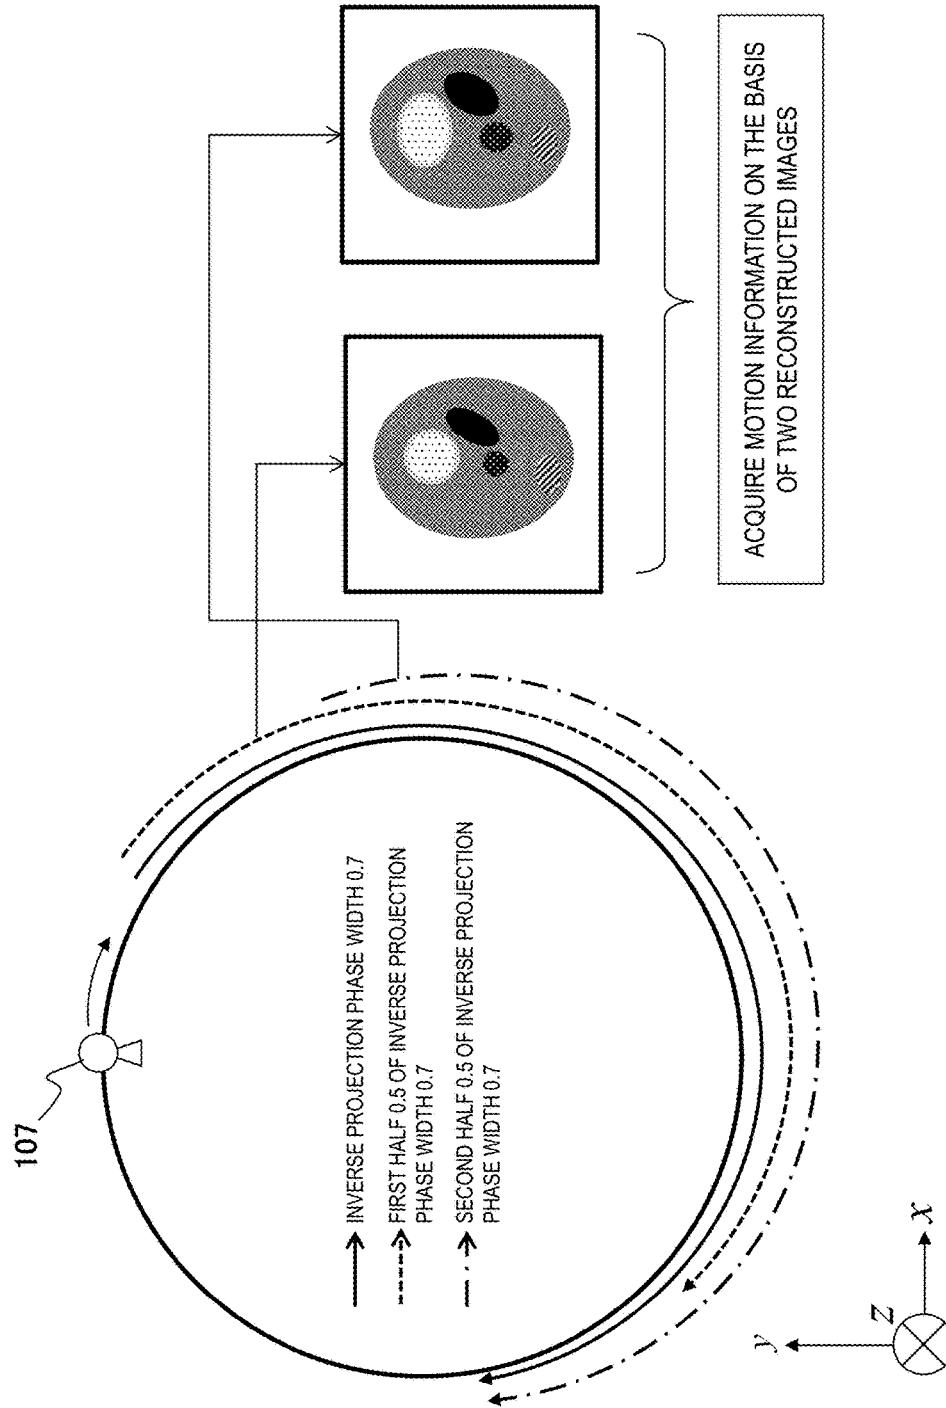 107
INVERSE PROJECTION PHASE WIDTH 0.7
FIRST HALF 0.5 OF INVERSE PROJECTION
PHASE WIDTH 0.7
SECOND HALF 0.5 OF INVERSE PROJECTION
PHASE WIDTH 0.7
ACQUIRE MOTION INFORMATION ON THE BASIS
OF TWO RECONSTRUCTED IMAGES
y
z
x